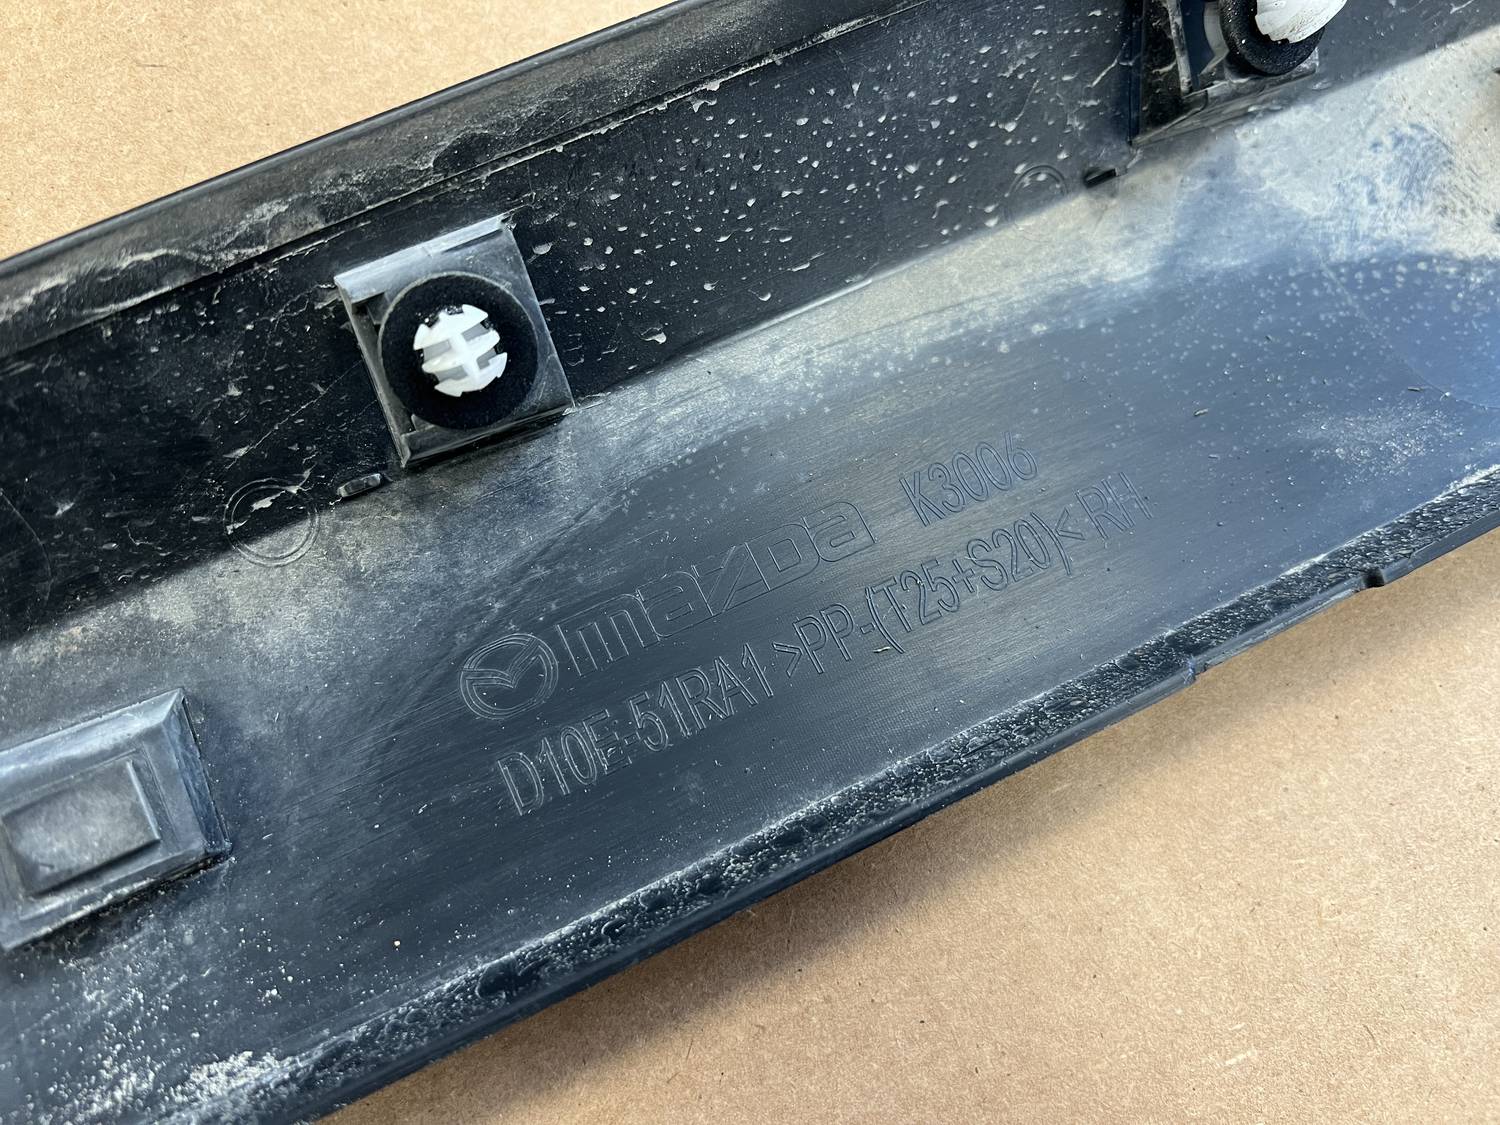 mazda K3006
D10E-51RA1 >PP-(T25+S20)< RH